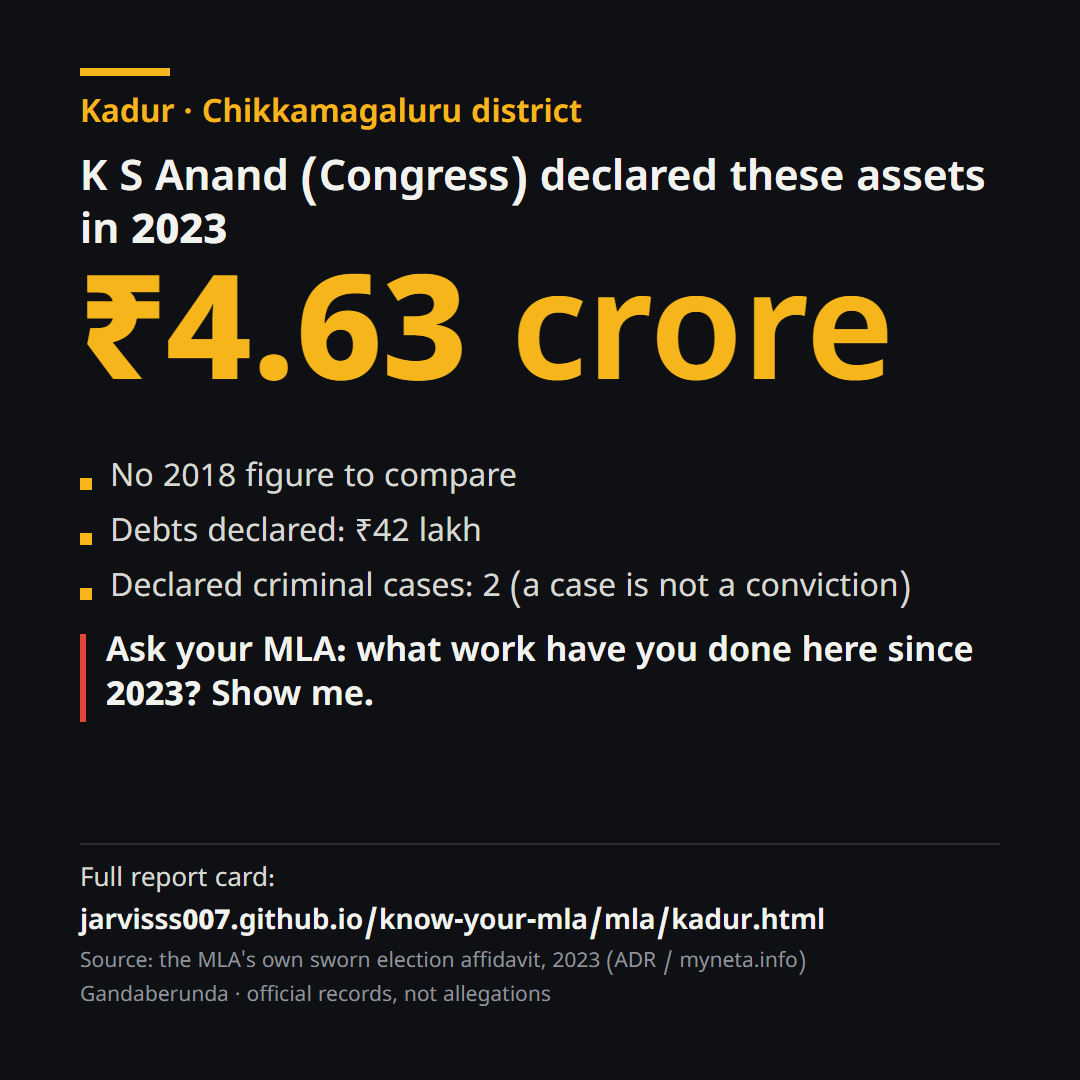 Kadur · Chikkamagaluru district
K S Anand (Congress) declared these assets
in 2023
₹4.63 crore
No 2018 figure to compare
Debts declared: ₹42 lakh
Declared criminal cases: 2 (a case is not a conviction)
Ask your MLA: what work have you done here since
2023? Show me.
Full report card:
jarvisss007.github.io/know-your-mla/mla/kadur.html
Source: the MLA's own sworn election affidavit, 2023 (ADR / myneta.info)
Gandaberunda · official records, not allegations